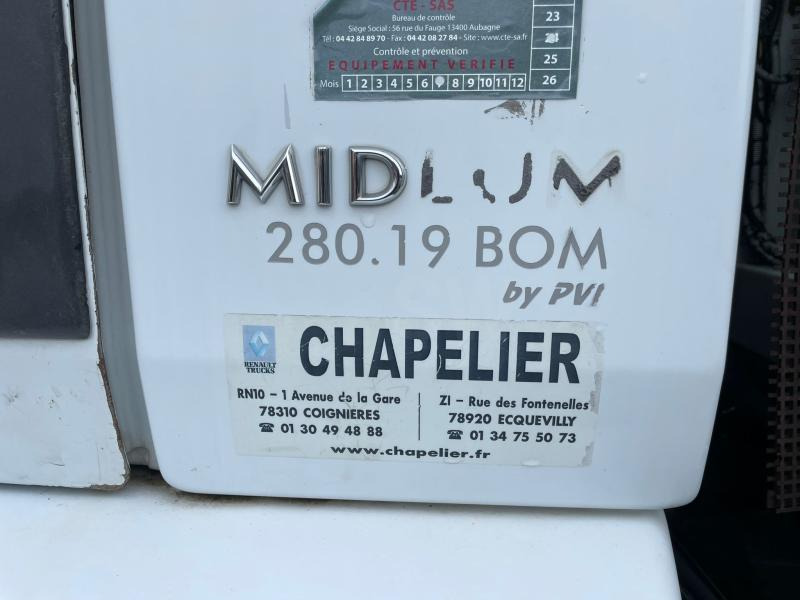 CTE - SAS
Bureau de contrôle
Siège Social : 56 rue du Fauge 13400 Aubagne
Tél : 04 42 84 89 70 - Fax : 04 42 08 27 84 - Site : www.cte-sa.fr
Contrôle et prévention
EQUIPEMENT VERIFIE
Mois 1 2 3 4 5 6 8 9 10 11 12
23
24
25
26
MIDLUM
280.19 BOM
by PVI
RENAULT
TRUCKS
CHAPELIER
RN10 - 1 Avenue de la Gare
78310 COIGNIERES
☎ 01 30 49 48 88
ZI - Rue des Fontenelles
78920 ECQUEVILLY
☎ 01 34 75 50 73
www.chapelier.fr